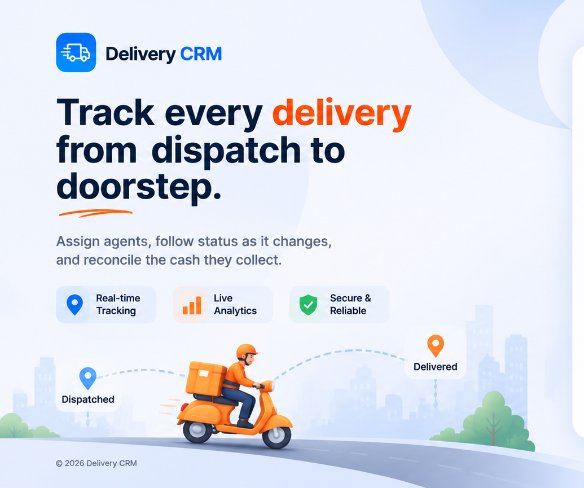 Delivery CRM
Track every delivery
from dispatch to
doorstep.
Assign agents, follow status as it changes,
and reconcile the cash they collect.
Real-time
Tracking
Live
Analytics
Secure &
Reliable
Delivered
Dispatched
© 2026 Delivery CRM